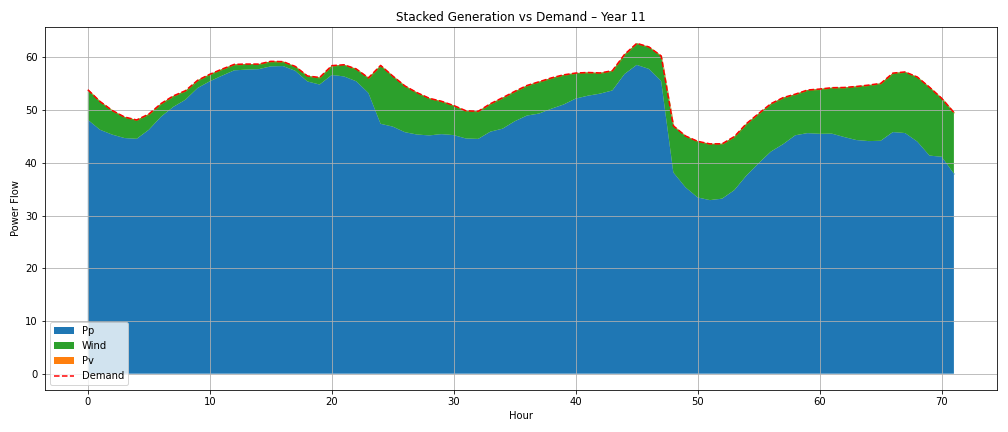 Stacked Generation vs Demand – Year 11
Power Flow
60
50
40
30
20
10
0
Pp
Wind
Pv
Demand
0 10 20 30 40 50 60 70
Hour